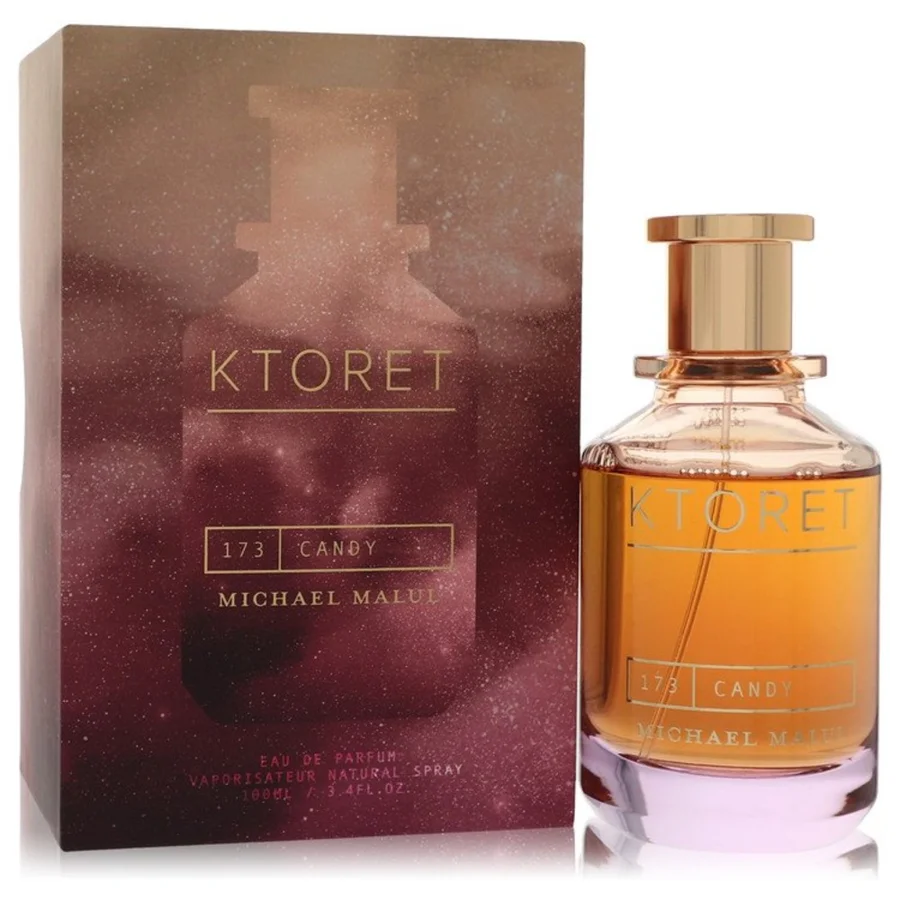 KTORET
173 CANDY
MICHAEL MALUL
EAU DE PARFUM
VAPORISATEUR NATURAL SPRAY
100ML / 3.4FL.OZ.
KTORET
173 CANDY
MICHAEL MALUL